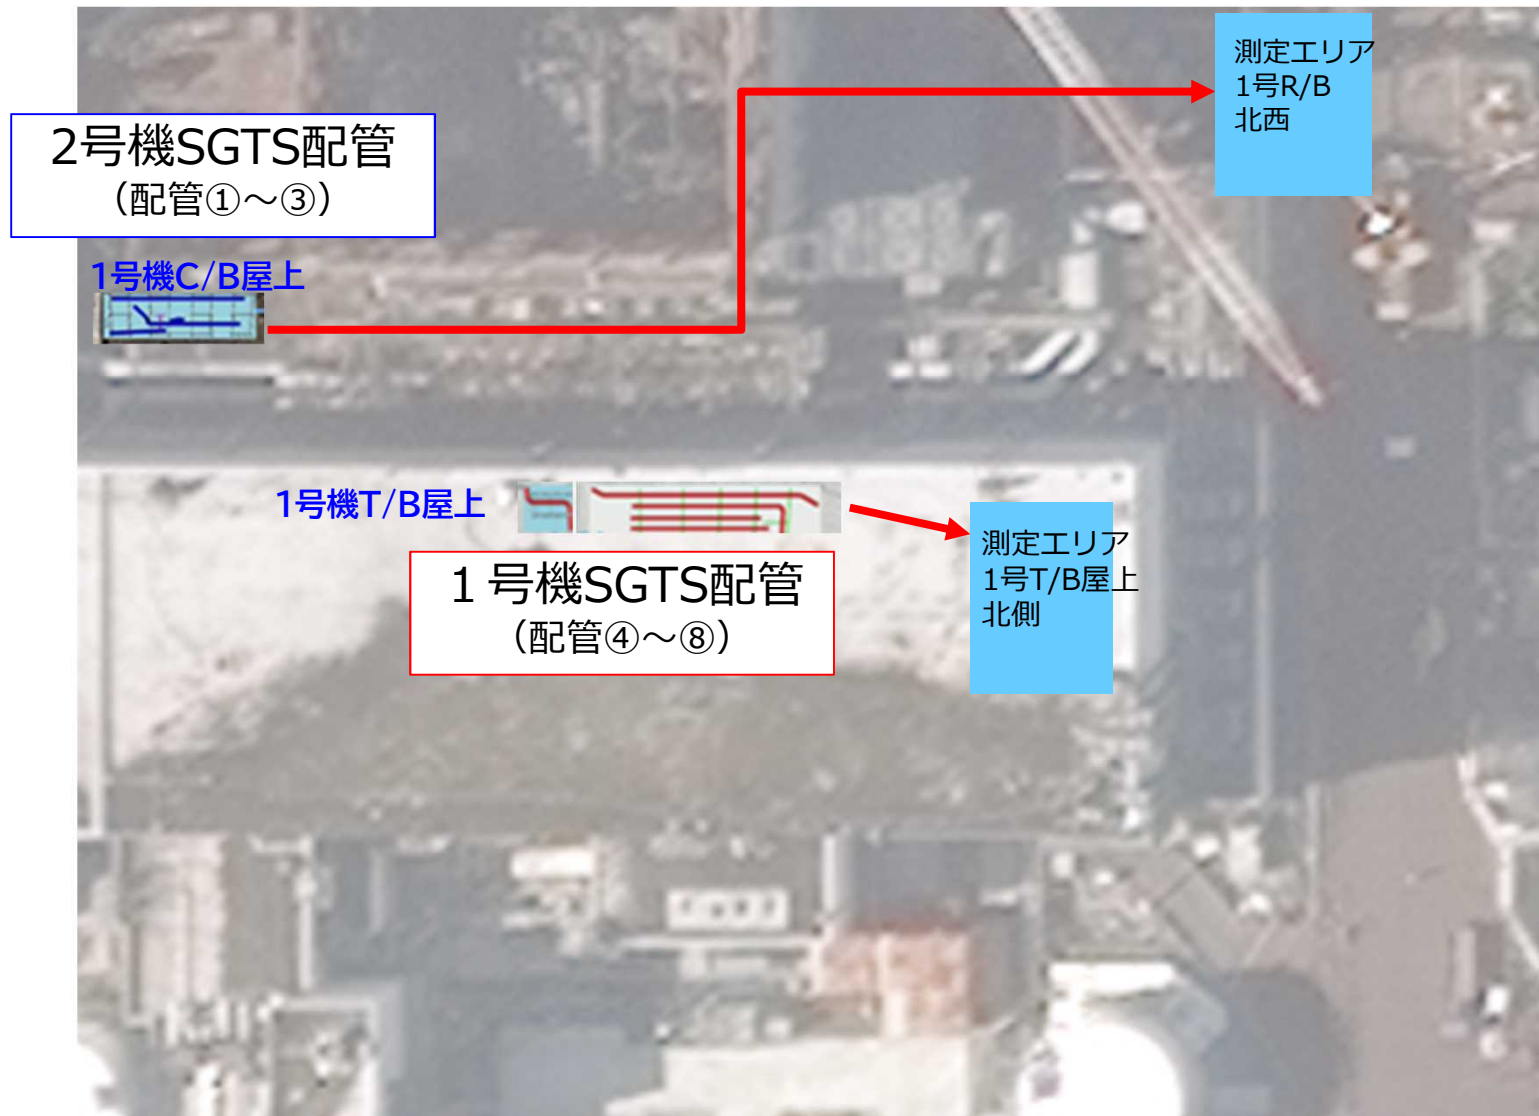 測定エリア
1号R/B
北西
2号機SGTS配管
（配管①～③）
1号機C/B屋上
1号機T/B屋上
１号機SGTS配管
（配管④～⑧）
測定エリア
1号T/B屋上
北側